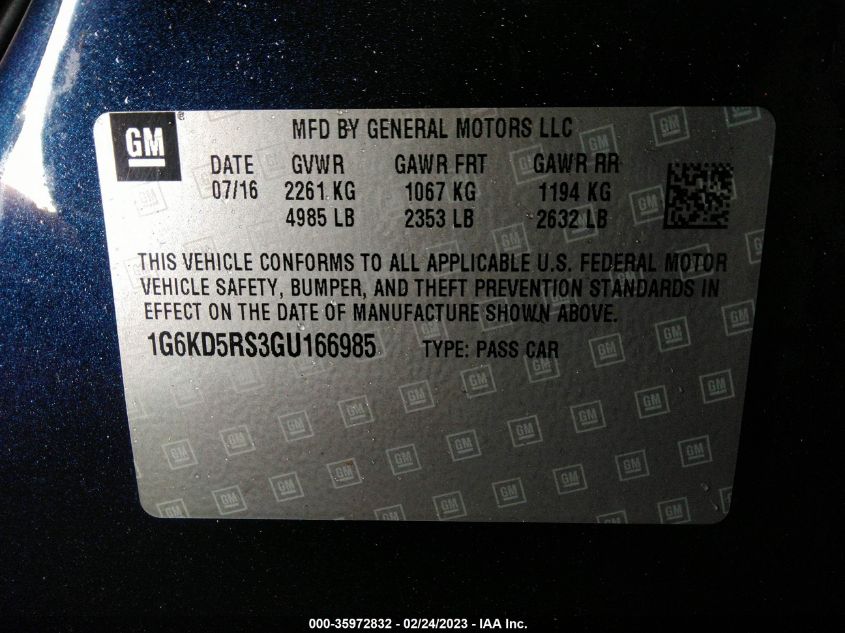 GM
MFD BY GENERAL MOTORS LLC
DATE GVWR GAWR FRT GAWR RR
07/16 2261 KG 1067 KG 1194 KG
4985 LB 2353 LB 2632 LB
THIS VEHICLE CONFORMS TO ALL APPLICABLE U.S. FEDERAL MOTOR
VEHICLE SAFETY, BUMPER, AND THEFT PREVENTION STANDARDS IN
EFFECT ON THE DATE OF MANUFACTURE SHOWN ABOVE.
1G6KD5RS3GU166985 TYPE: PASS CAR
000-35972832 - 02/24/2023 - IAA Inc.